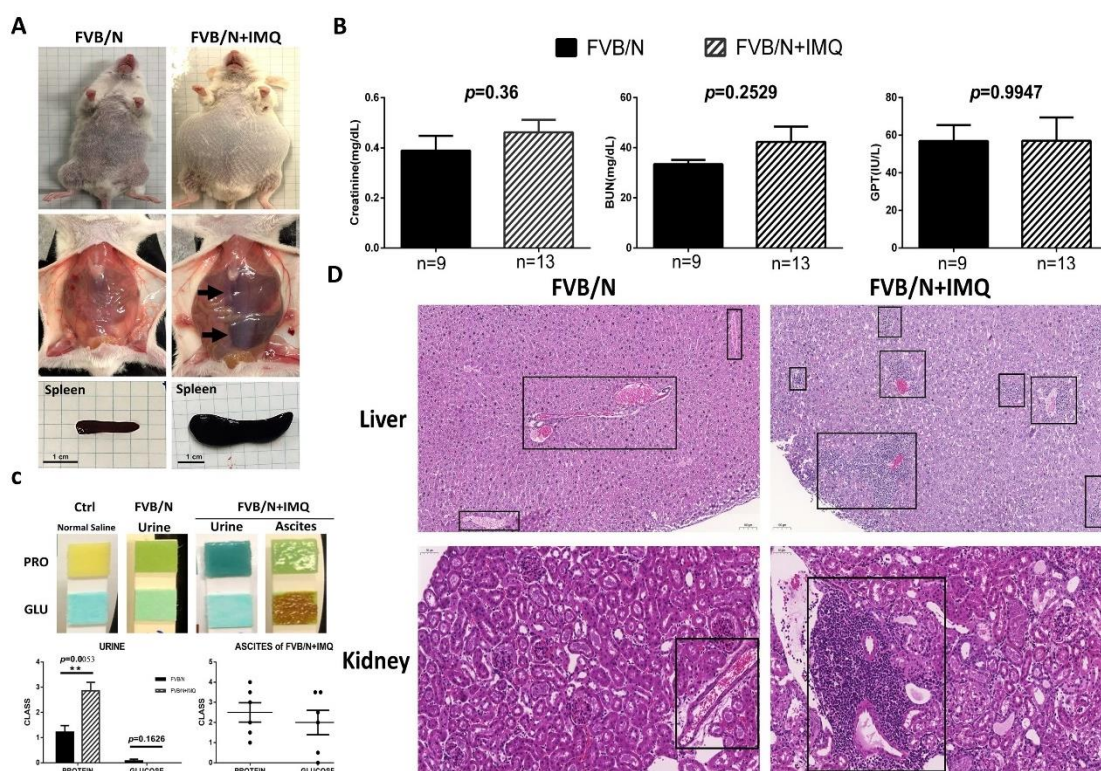 A
FVB/N
FVB/N+IMQ
Spleen
1 cm
Spleen
1 cm
B
FVB/N
FVB/N+IMQ
p=0.36
Creatinine(mg/dL)
0.6
0.4
0.2
0.0
n=9
n=13
p=0.2529
BUN(mg/dL)
60
40
20
0
n=9
n=13
p=0.9947
GPT(IU/L)
80
60
40
20
0
n=9
n=13
C
Ctrl
FVB/N
FVB/N+IMQ
Normal Saline
Urine
Urine
Ascites
PRO
GLU
URINE
p=0.0053
**
FVB/N
FVB/N+IMQ
p=0.1626
CLASS
4
3
2
1
0
PROTEIN
GLUCOSE
ASCITES of FVB/N+IMQ
CLASS
5
4
3
2
1
0
PROTEIN
GLUCOSE
D
FVB/N
FVB/N+IMQ
Liver
Kidney